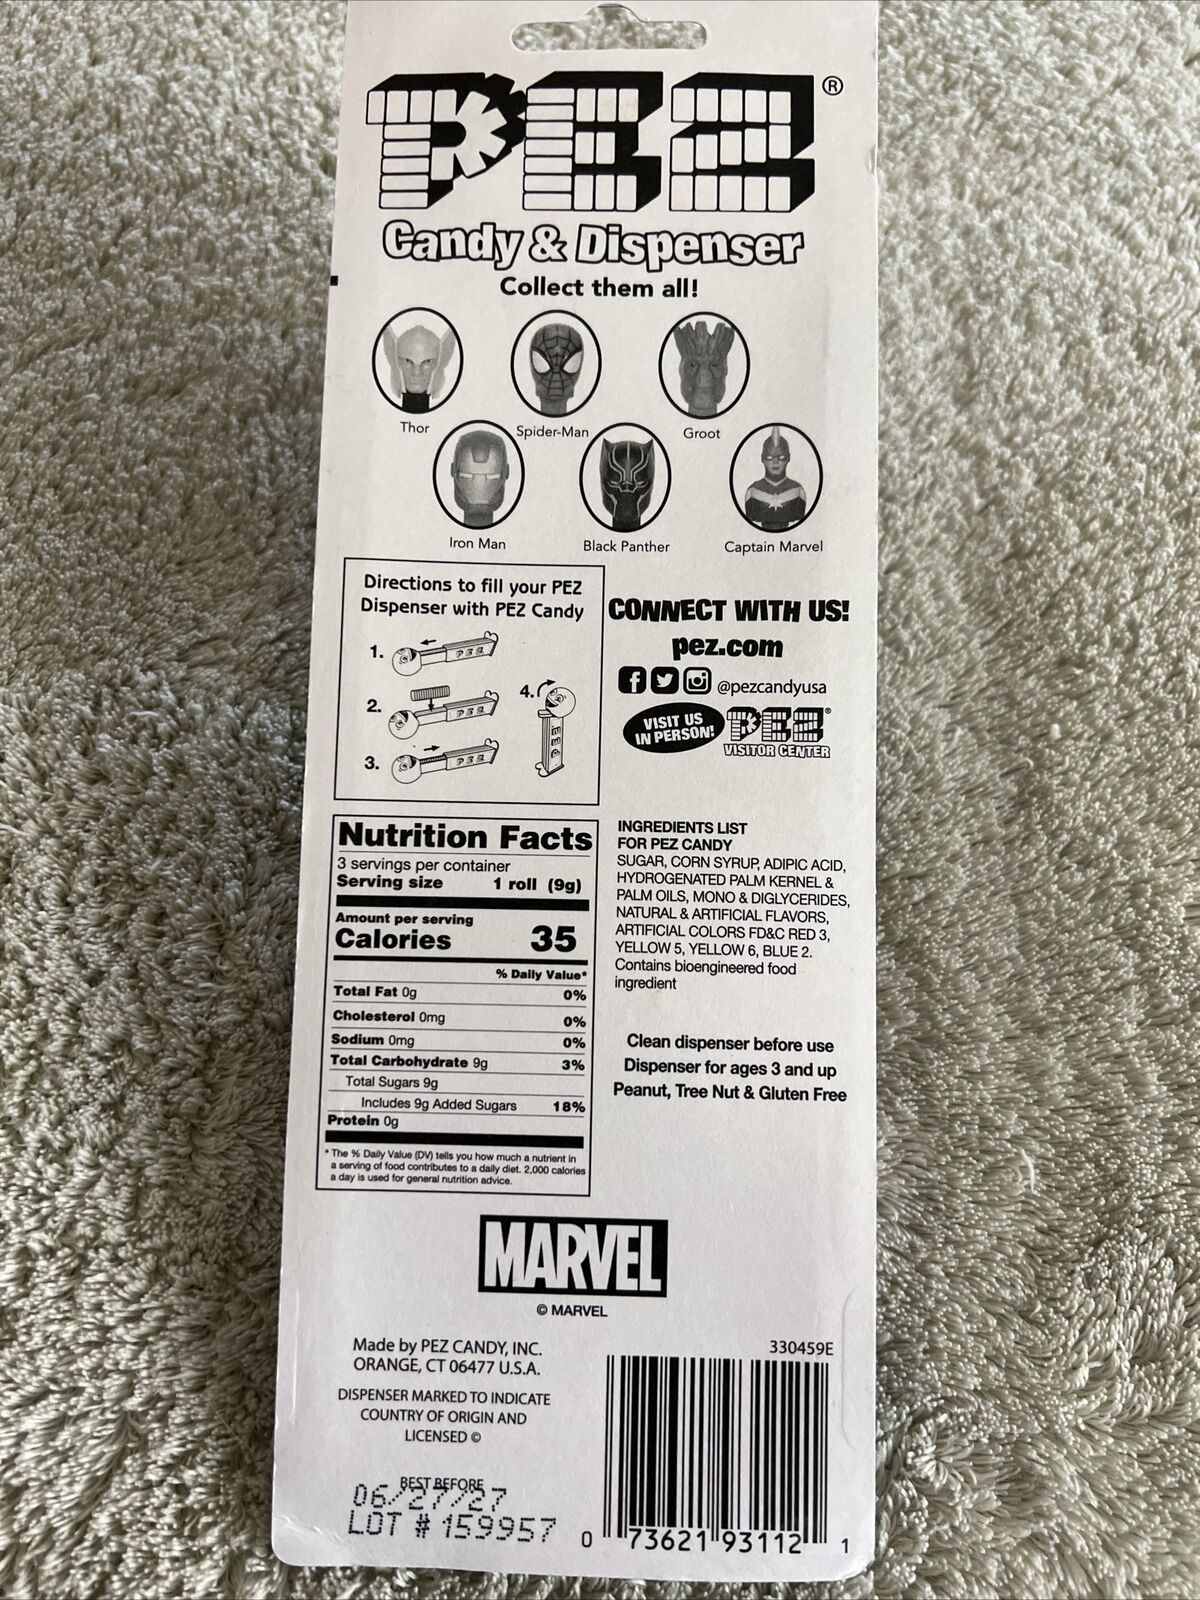 PEZ®
Candy & Dispenser
Collect them all!
Thor
Spider-Man
Groot
Iron Man
Black Panther
Captain Marvel
Directions to fill your PEZ
Dispenser with PEZ Candy
1.
PEZ
2.
PEZ
3.
PEZ
4.
PEZ
CONNECT WITH US!
pez.com
@pezcandyusa
VISIT US
IN PERSON!
PEZ®
VISITOR CENTER
Nutrition Facts
3 servings per container
Serving size 1 roll (9g)
Amount per serving
Calories 35
% Daily Value*
Total Fat 0g 0%
Cholesterol 0mg 0%
Sodium 0mg 0%
Total Carbohydrate 9g 3%
Total Sugars 9g
Includes 9g Added Sugars 18%
Protein 0g
* The % Daily Value (DV) tells you how much a nutrient in
a serving of food contributes to a daily diet. 2,000 calories
a day is used for general nutrition advice.
INGREDIENTS LIST
FOR PEZ CANDY
SUGAR, CORN SYRUP, ADIPIC ACID,
HYDROGENATED PALM KERNEL &
PALM OILS, MONO & DIGLYCERIDES,
NATURAL & ARTIFICIAL FLAVORS,
ARTIFICIAL COLORS FD&C RED 3,
YELLOW 5, YELLOW 6, BLUE 2.
Contains bioengineered food
ingredient
Clean dispenser before use
Dispenser for ages 3 and up
Peanut, Tree Nut & Gluten Free
MARVEL
© MARVEL
Made by PEZ CANDY, INC.
ORANGE, CT 06477 U.S.A.
DISPENSER MARKED TO INDICATE
COUNTRY OF ORIGIN AND
LICENSED ©
BEST BEFORE
06/27/27
LOT # 159957
330459E
0 73621 93112 1